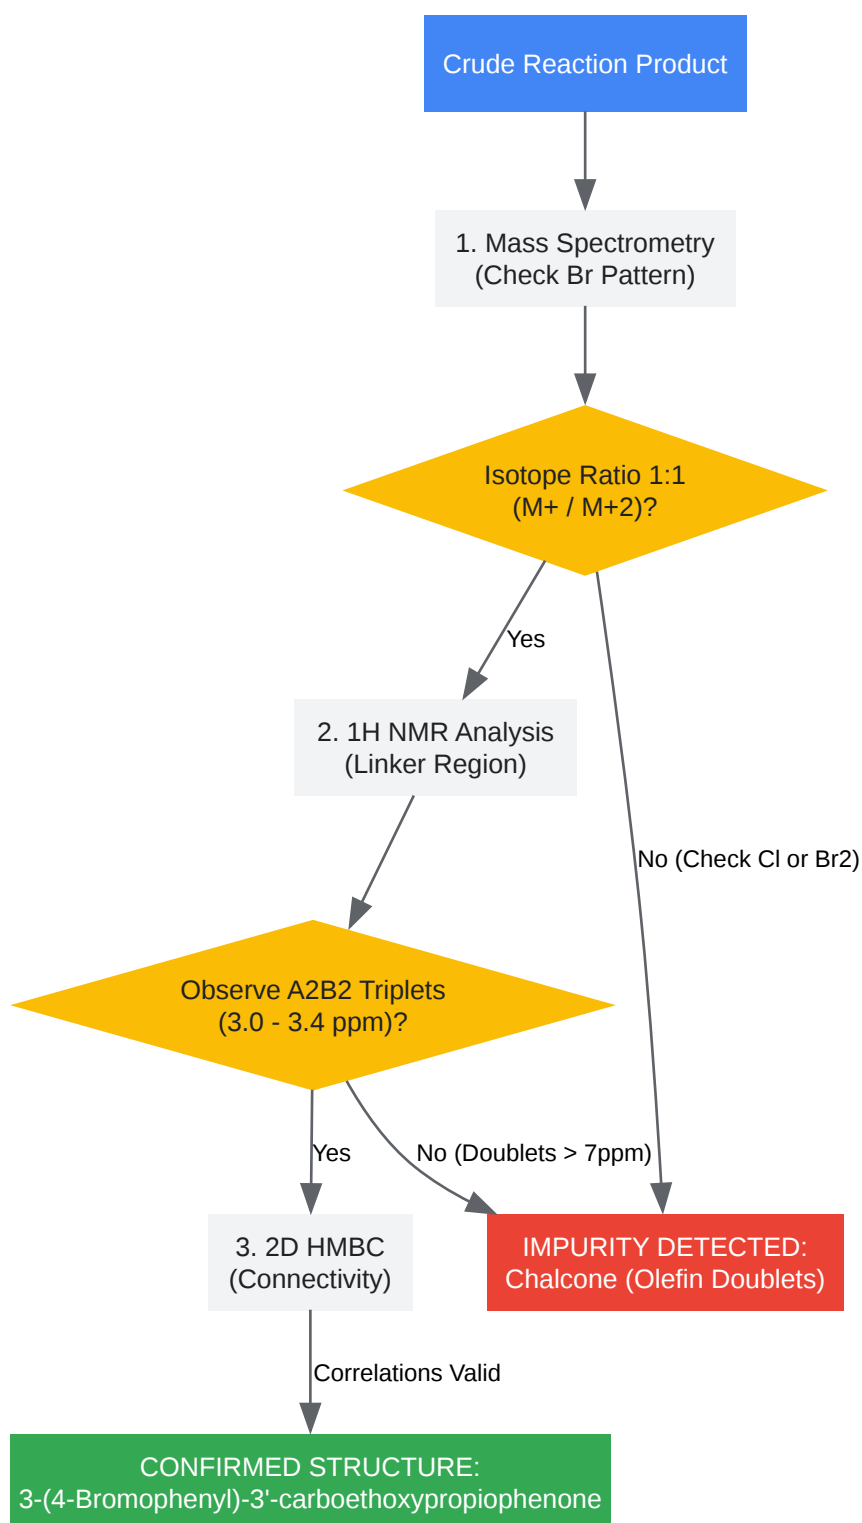 Crude Reaction Product
1. Mass Spectrometry
(Check Br Pattern)
Isotope Ratio 1:1
(M+ / M+2)?
Yes
2. 1H NMR Analysis
(Linker Region)
No (Check Cl or Br2)
Observe A2B2 Triplets
(3.0 - 3.4 ppm)?
Yes
No (Doublets > 7ppm)
3. 2D HMBC
(Connectivity)
IMPURITY DETECTED:
Chalcone (Olefin Doublets)
Correlations Valid
CONFIRMED STRUCTURE:
3-(4-Bromophenyl)-3'-carboethoxypropiophenone